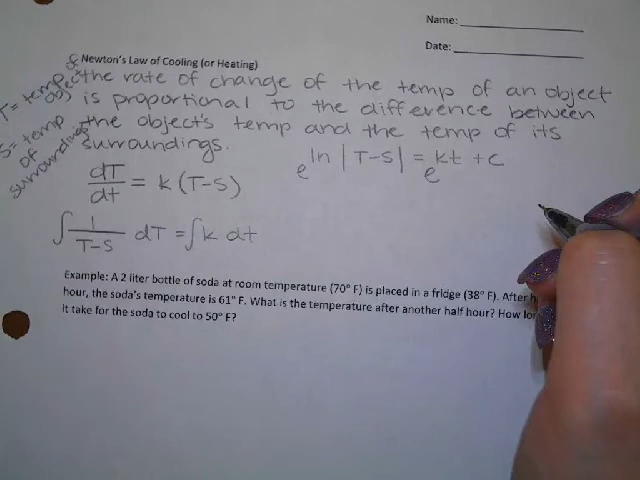 Name:
Date:
Newton's Law of Cooling (or Heating)
T = temp of object
S = temp of surroundings
the rate of change of the temp of an object
is proportional to the difference between
the object's temp and the temp of its
surroundings.
dT/dt = k (T-S)
∫ 1/(T-S) dT = ∫ k dt
e^ln |T-S| = e^kt + c
Example: A 2 liter bottle of soda at room temperature (70° F) is placed in a fridge (38° F). After h
hour, the soda's temperature is 61° F. What is the temperature after another half hour? How lon
it take for the soda to cool to 50° F?